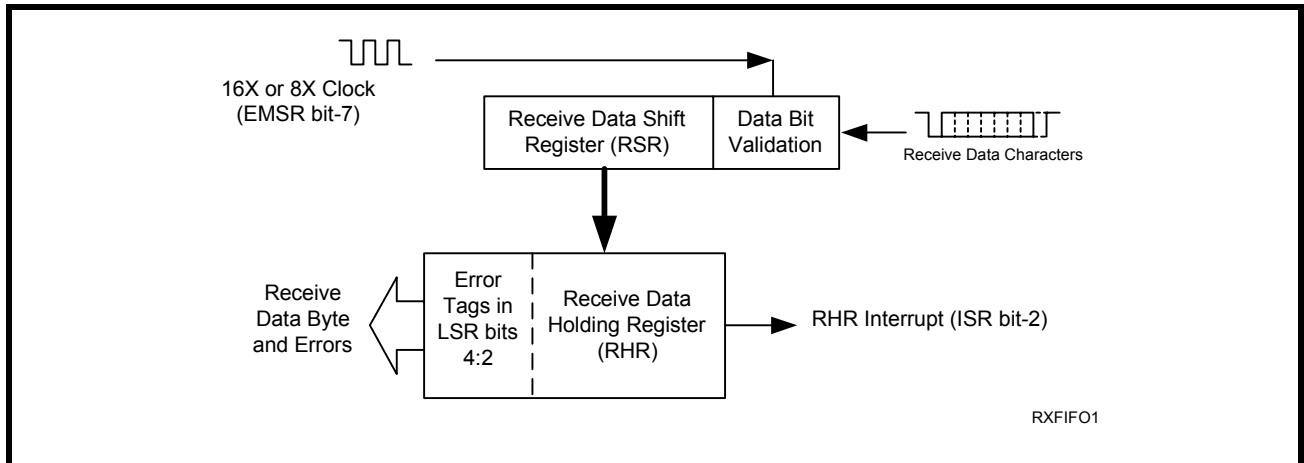 16X or 8X Clock
(EMSR bit-7)
Receive Data Shift
Register (RSR)
Data Bit
Validation
Receive Data Characters
Receive
Data Byte
and Errors
Error
Tags in
LSR bits
4:2
Receive Data
Holding Register
(RHR)
RHR Interrupt (ISR bit-2)
RXFIFO1